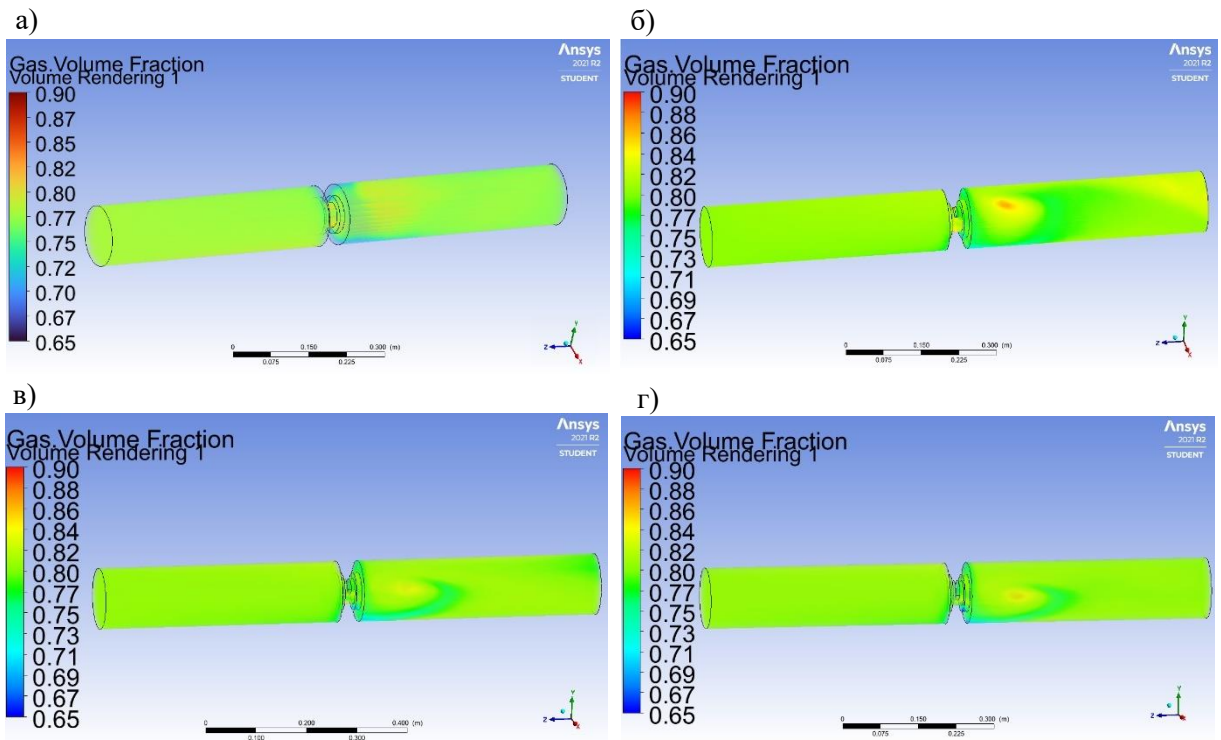 а)
Ansys
2021 R2
STUDENT
Gas.Volume Fraction
Volume Rendering 1
0.90
0.88
0.85
0.82
0.80
0.77
0.75
0.72
0.70
0.67
0.65
0 0.150 0.300 (m)
0.075 0.225
Y
Z
X
б)
Ansys
2021 R2
STUDENT
Gas.Volume Fraction
Volume Rendering 1
0.90
0.88
0.86
0.84
0.82
0.80
0.77
0.75
0.73
0.71
0.69
0.67
0.65
0 0.150 0.300 (m)
0.075 0.225
Y
Z
X
в)
Ansys
2021 R2
STUDENT
Gas.Volume Fraction
Volume Rendering 1
0.90
0.88
0.86
0.84
0.82
0.80
0.77
0.75
0.73
0.71
0.69
0.67
0.65
0 0.200 0.400 (m)
0.100 0.300
Y
Z
X
г)
Ansys
2021 R2
STUDENT
Gas.Volume Fraction
Volume Rendering 1
0.90
0.88
0.86
0.84
0.82
0.80
0.77
0.75
0.73
0.71
0.69
0.67
0.65
0 0.150 0.300 (m)
0.075 0.225
Y
Z
X